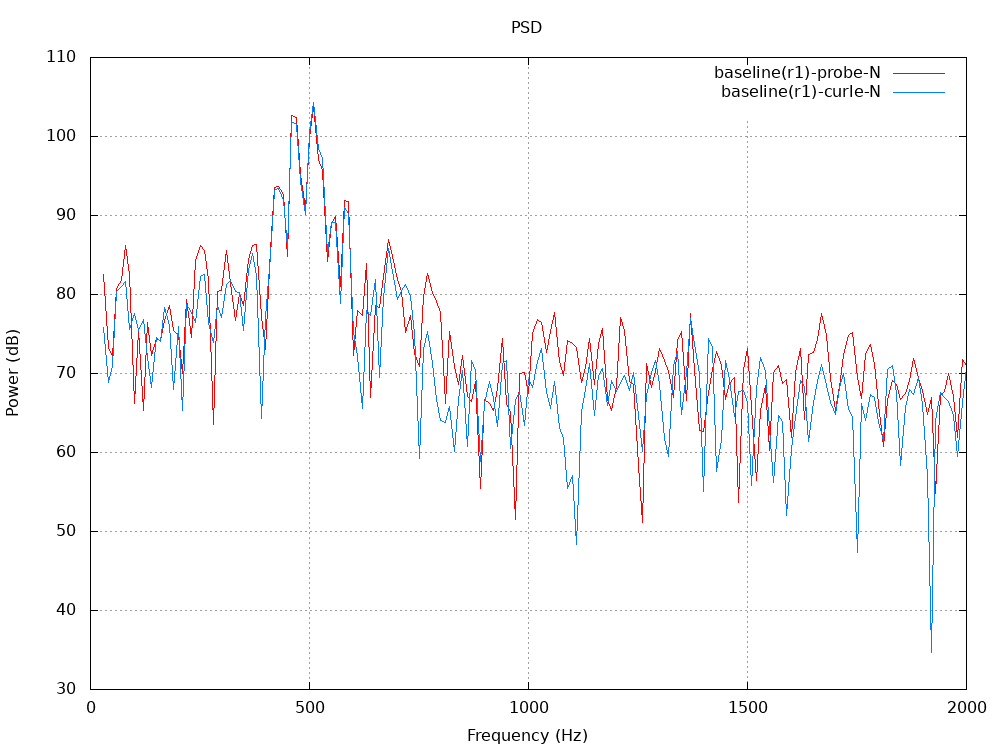 PSD
baseline(r1)-probe-N
baseline(r1)-curle-N
Power (dB)
110
100
90
80
70
60
50
40
30
0 500 1000 1500 2000
Frequency (Hz)